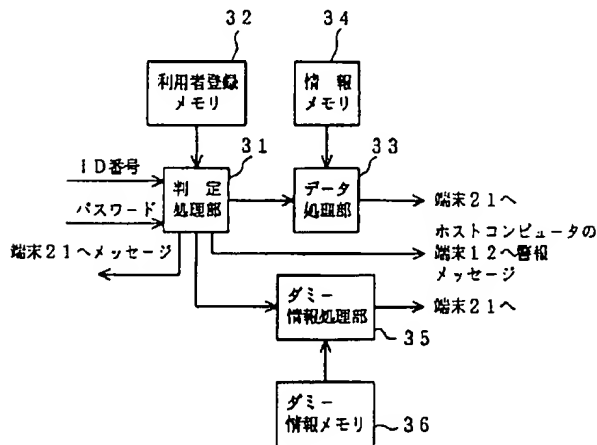 32
34
利用者登録
メモリ
情 報
メモリ
31
33
ID番号
パスワード
判 定
処理部
データ
処理部
端末21へ
端末21へメッセージ
ホストコンピュータの
端末12へ警報
メッセージ
ダミー
情報処理部
端末21へ
35
ダミー
情報メモリ
36